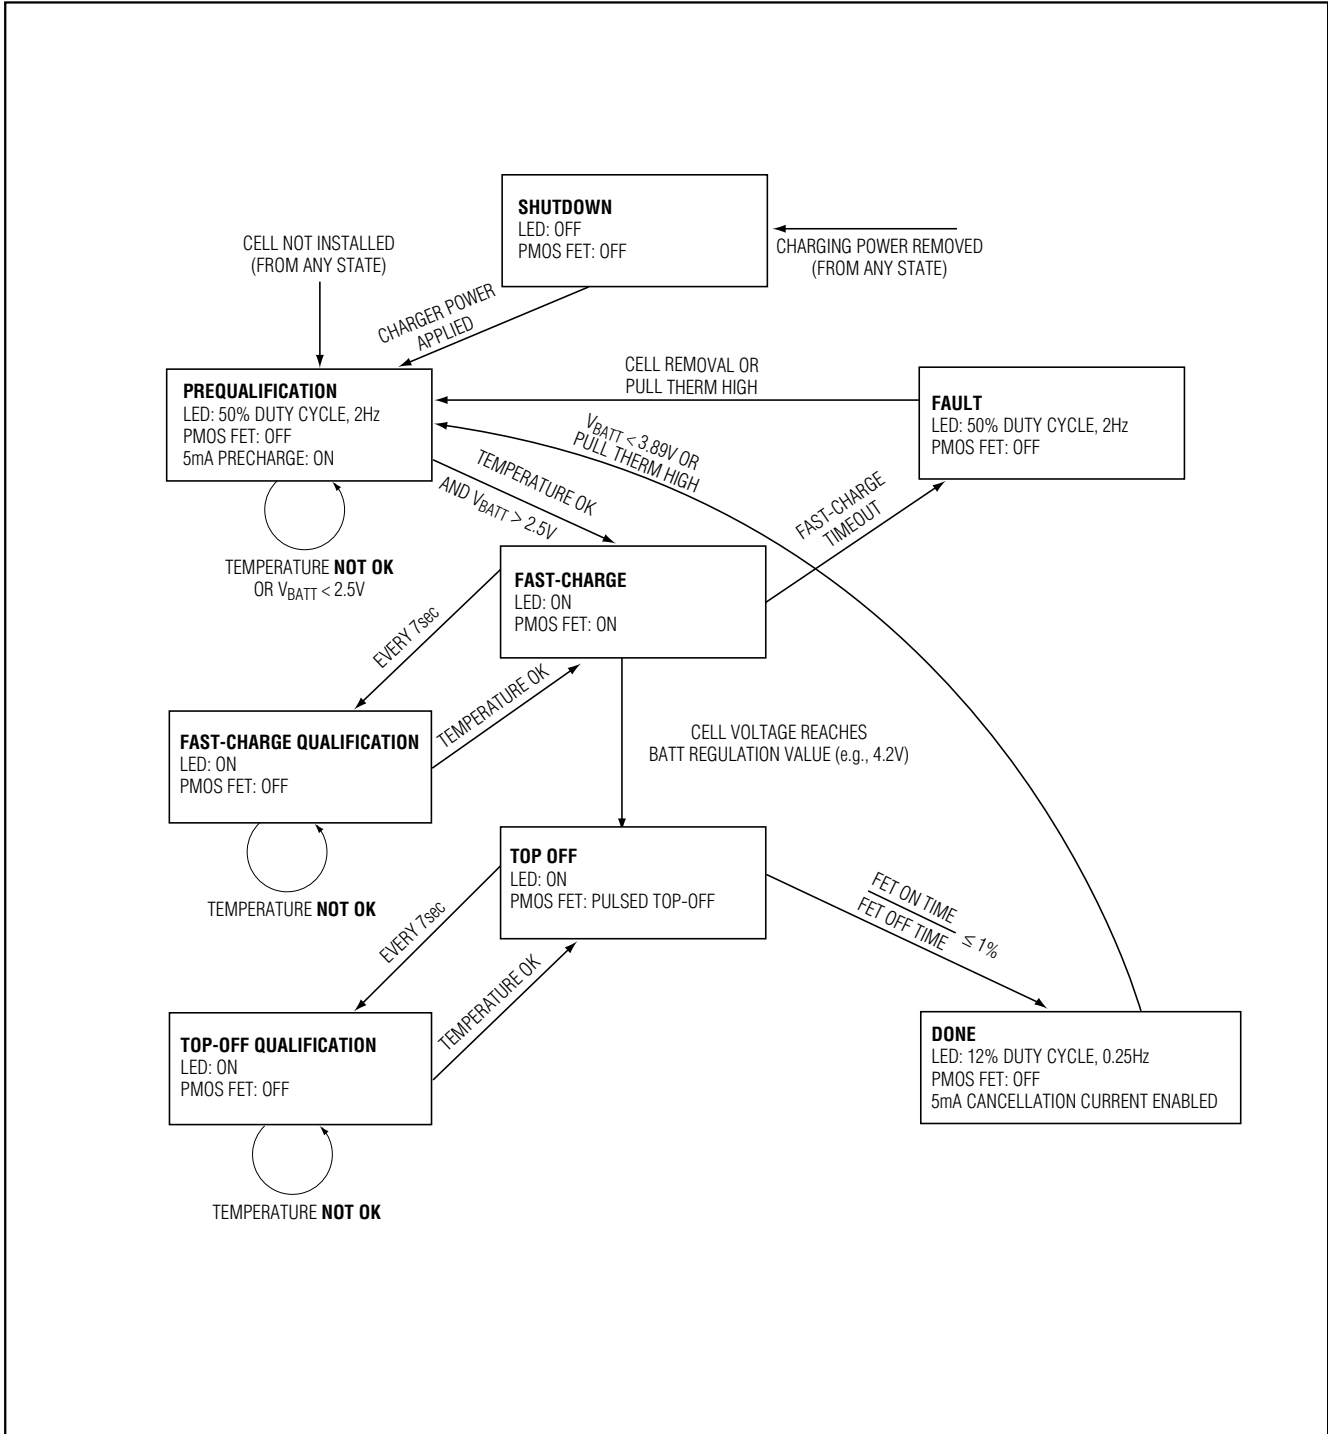 SHUTDOWN
LED: OFF
PMOS FET: OFF
CELL NOT INSTALLED
(FROM ANY STATE)
CHARGING POWER REMOVED
(FROM ANY STATE)
CHARGER POWER
APPLIED
PREQUALIFICATION
LED: 50% DUTY CYCLE, 2Hz
PMOS FET: OFF
5mA PRECHARGE: ON
CELL REMOVAL OR
PULL THERM HIGH
FAULT
LED: 50% DUTY CYCLE, 2Hz
PMOS FET: OFF
VBATT < 3.89V OR
PULL THERM HIGH
TEMPERATURE OK
AND VBATT > 2.5V
FAST-CHARGE
TIMEOUT
TEMPERATURE NOT OK
OR VBATT < 2.5V
FAST-CHARGE
LED: ON
PMOS FET: ON
EVERY 7sec
TEMPERATURE OK
FAST-CHARGE QUALIFICATION
LED: ON
PMOS FET: OFF
CELL VOLTAGE REACHES
BATT REGULATION VALUE (e.g., 4.2V)
TEMPERATURE NOT OK
TOP OFF
LED: ON
PMOS FET: PULSED TOP-OFF
FET ON TIME
FET OFF TIME
≤ 1%
EVERY 7sec
TEMPERATURE OK
TOP-OFF QUALIFICATION
LED: ON
PMOS FET: OFF
DONE
LED: 12% DUTY CYCLE, 0.25Hz
PMOS FET: OFF
5mA CANCELLATION CURRENT ENABLED
TEMPERATURE NOT OK